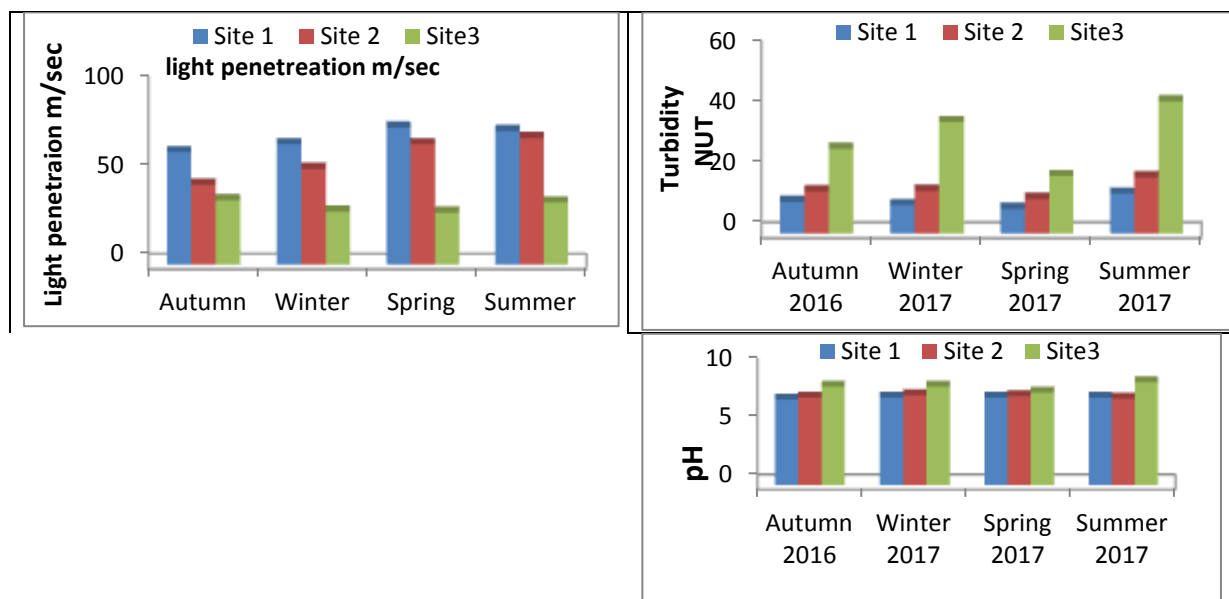 Site 1 Site 2 Site3
light penetreation m/sec
Light penetraion m/sec
100
50
0
Autumn Winter Spring Summer
Site 1 Site 2 Site3
Turbidity
NUT
60
40
20
0
Autumn Winter Spring Summer
2016 2017 2017 2017
Site 1 Site 2 Site3
pH
10
5
0
Autumn Winter Spring Summer
2016 2017 2017 2017